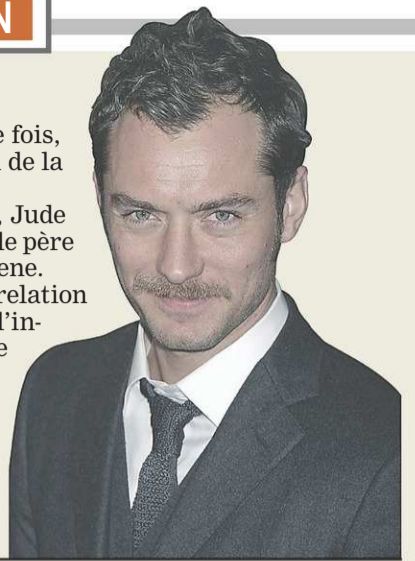 N
e fois,
de la
, Jude
le père
ene.
relation
l'in-
e